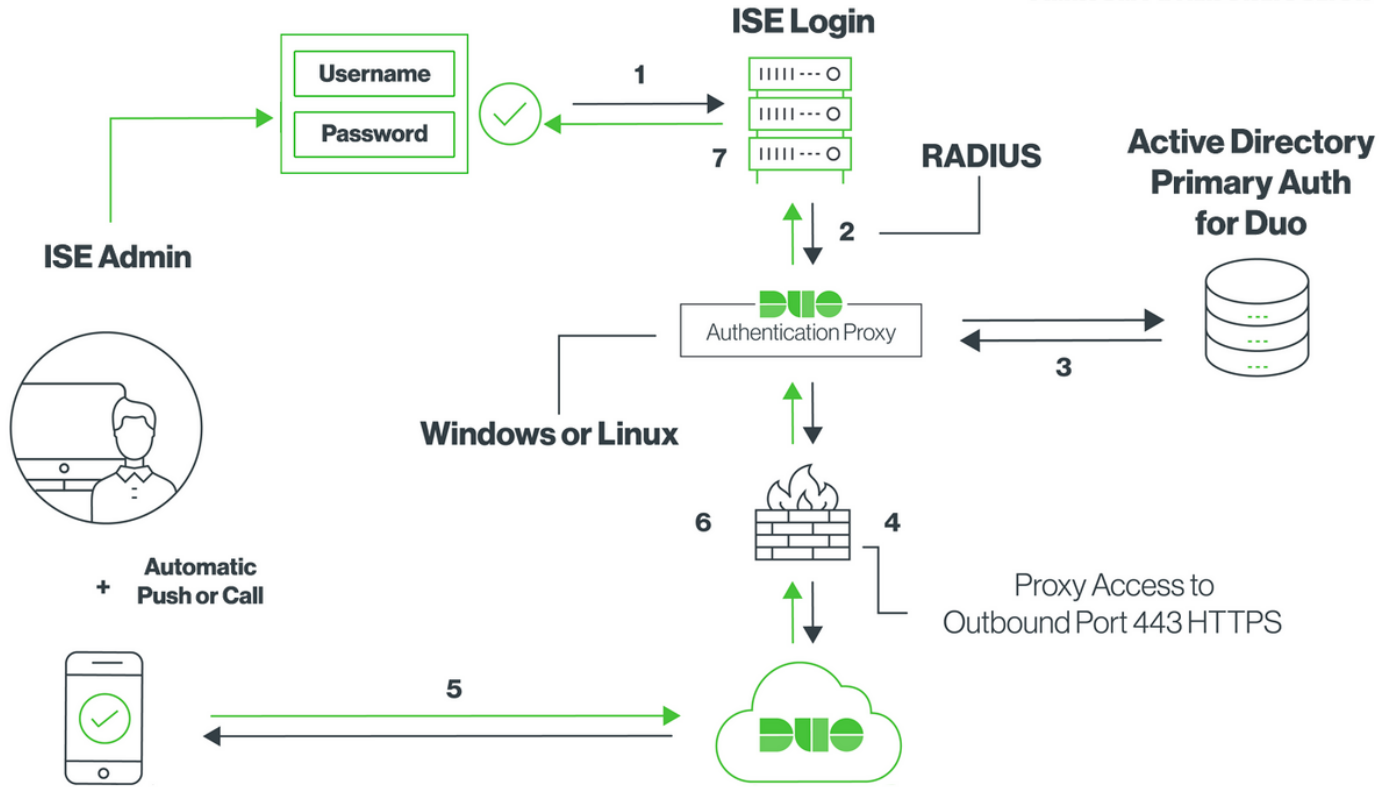 ISE Login
Username
Password
1
7
RADIUS
Active Directory
Primary Auth
for Duo
ISE Admin
2
DUO
Authentication Proxy
3
Windows or Linux
6
4
Automatic
+ Push or Call
Proxy Access to
Outbound Port 443 HTTPS
5
DUO